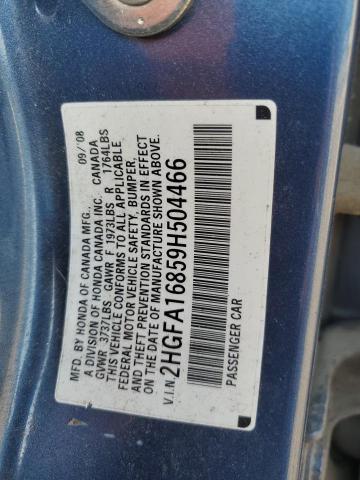 MFD. BY HONDA OF CANADA MFG., 09/'08
A DIVISION OF HONDA CANADA INC. CANADA
GVWR 3737LBS GAWR F 1973LBS R 1764LBS
THIS VEHICLE CONFORMS TO ALL APPLICABLE
FEDERAL MOTOR VEHICLE SAFETY, BUMPER,
AND THEFT PREVENTION STANDARDS IN EFFECT
ON THE DATE OF MANUFACTURE SHOWN ABOVE.
V.I.N. 2HGFA16859H504466
PASSENGER CAR